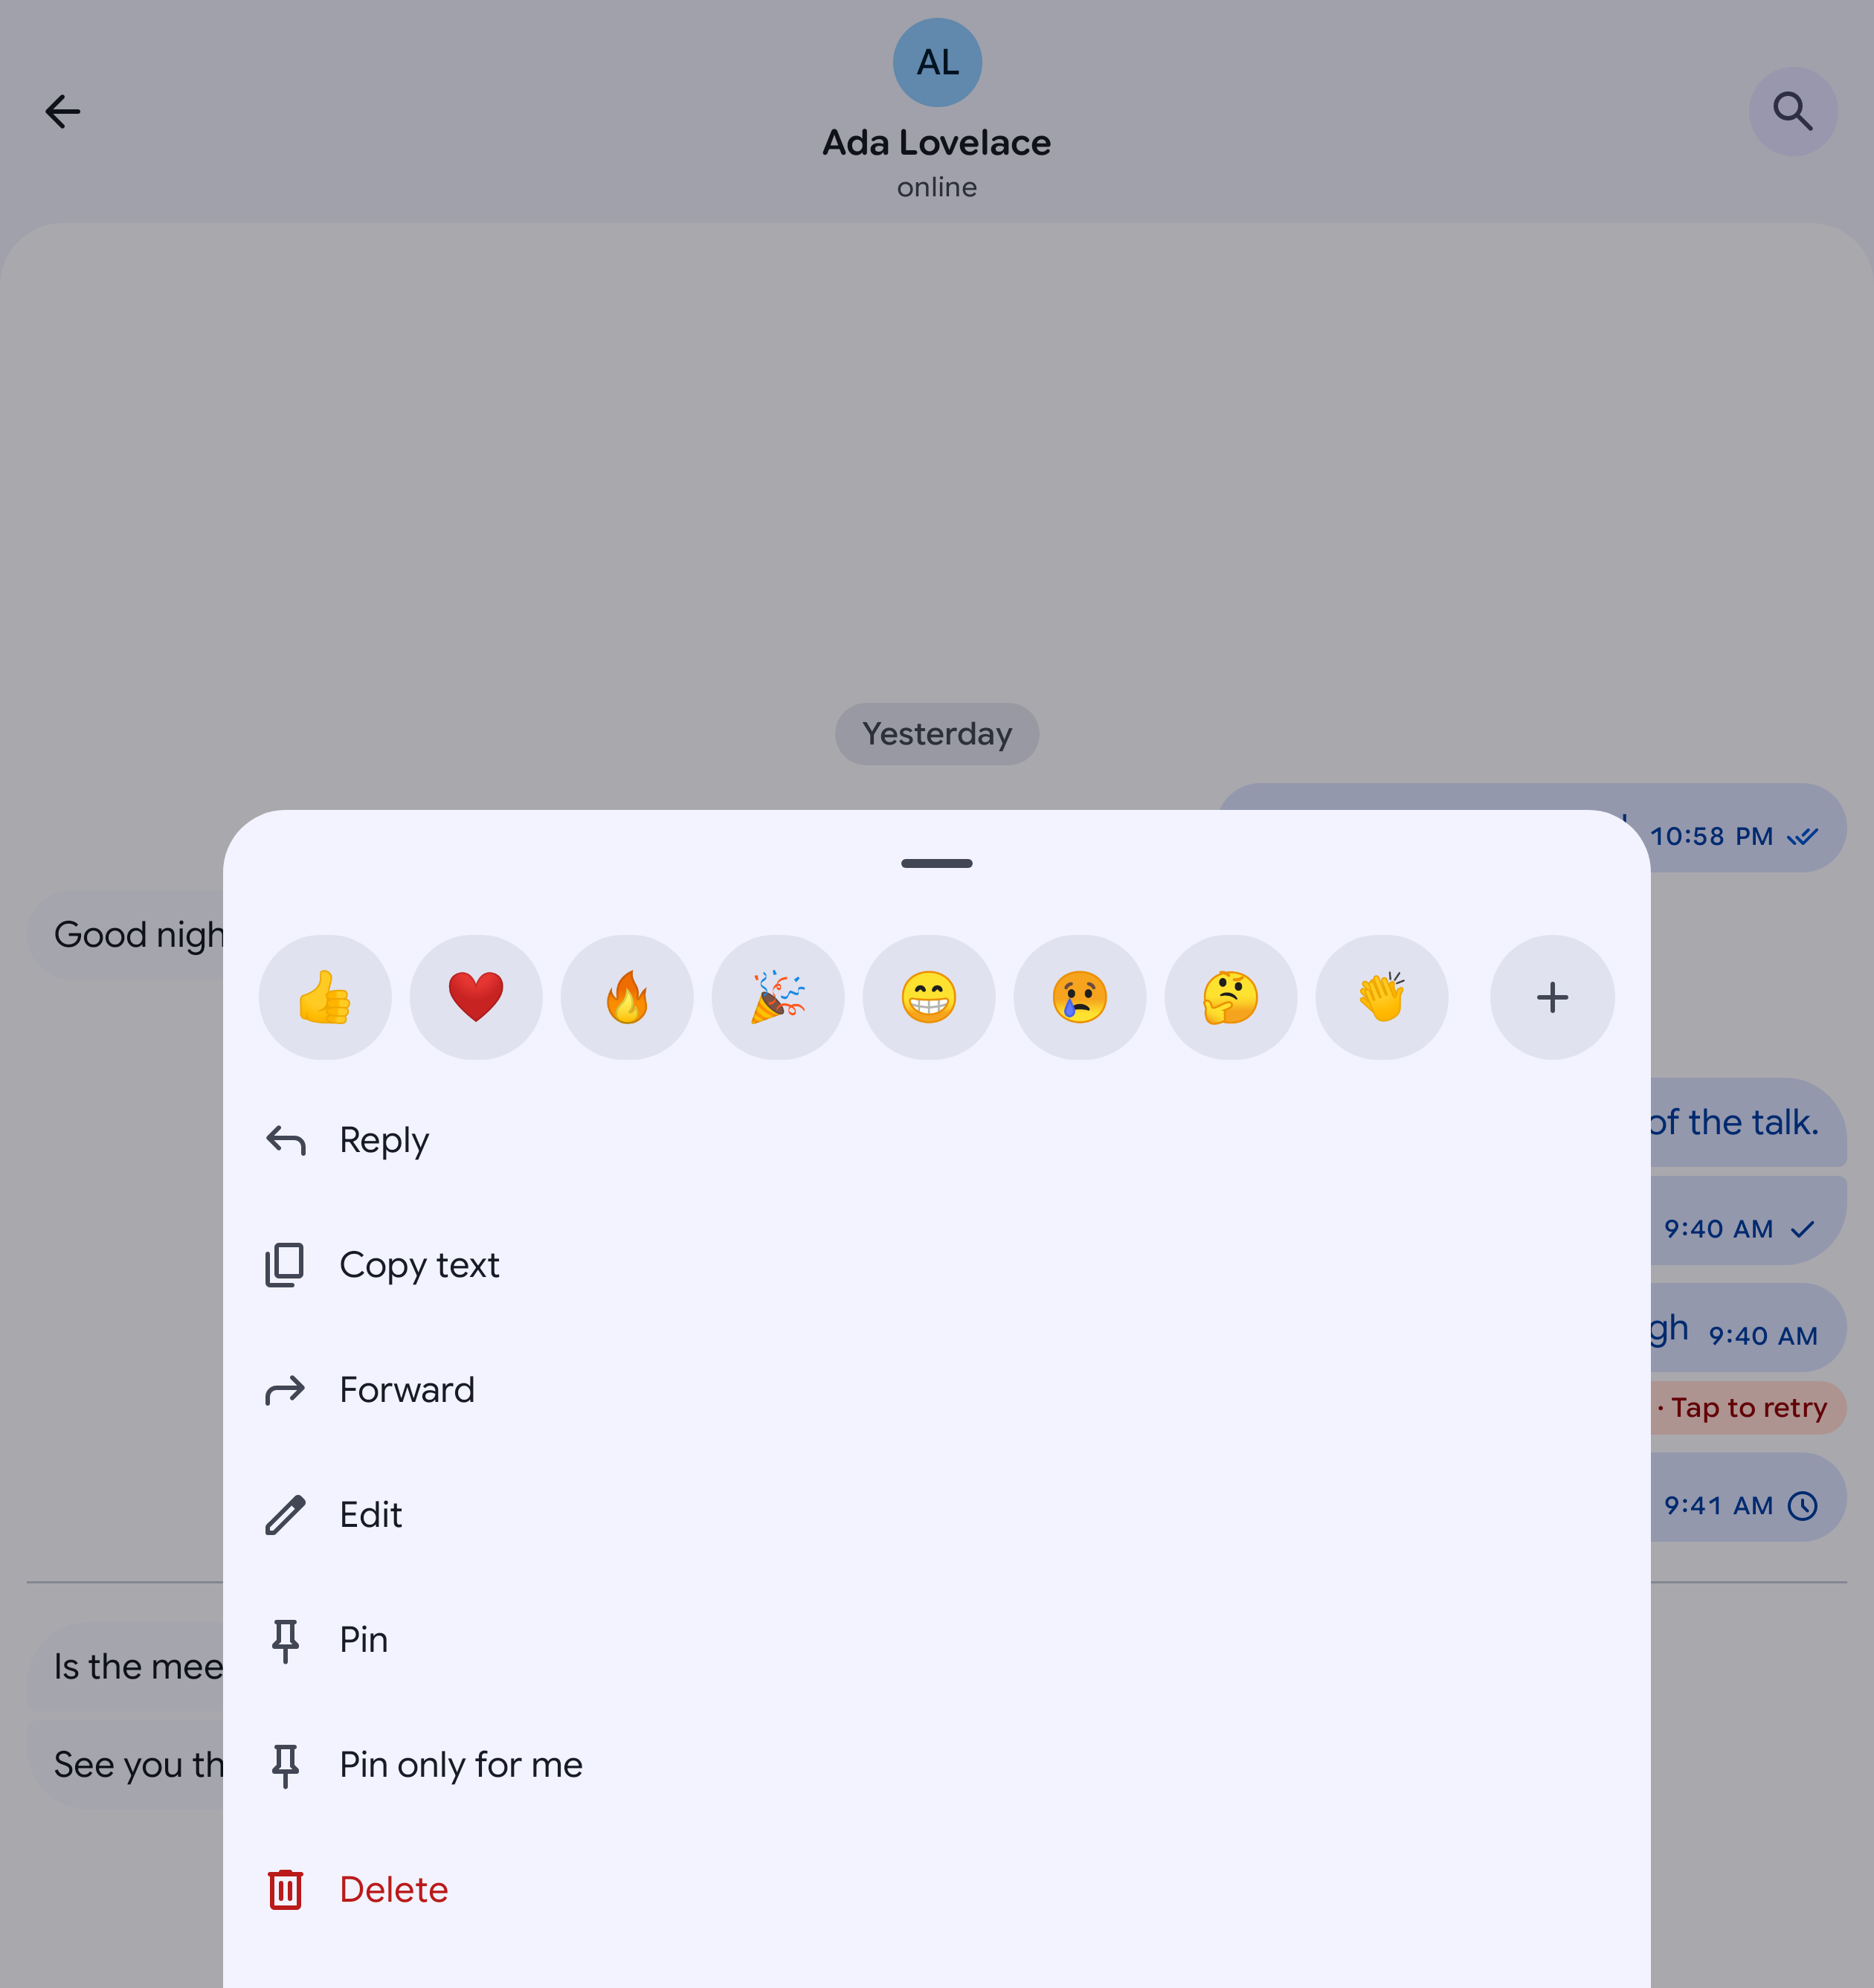 AL
Ada Lovelace
online
Yesterday
10:58 PM
Good nigh
of the talk.
9:40 AM
gh 9:40 AM
· Tap to retry
9:41 AM
Is the mee
See you th
Reply
Copy text
Forward
Edit
Pin
Pin only for me
Delete